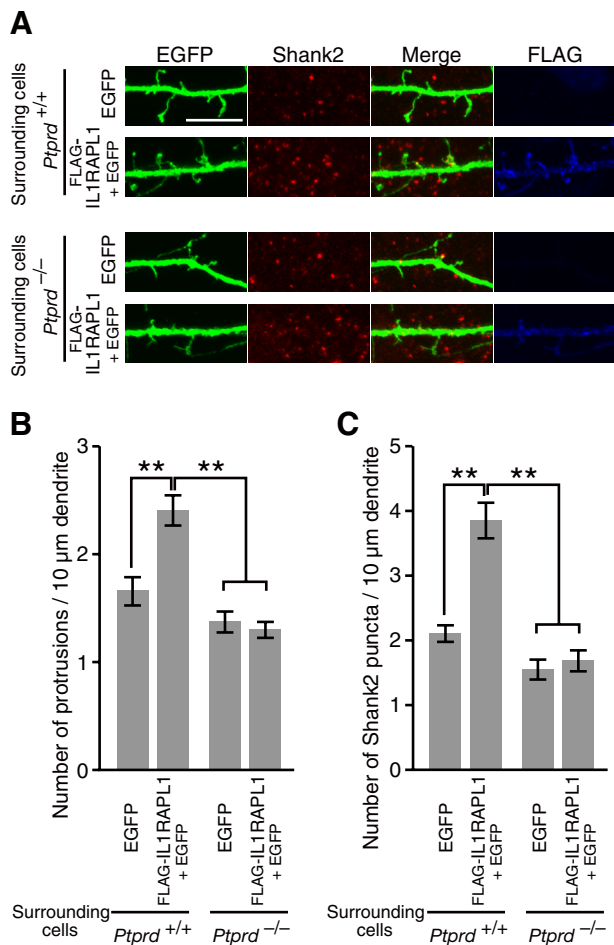 A
EGFP Shank2 Merge FLAG
Surrounding cells
Ptprd +/+
EGFP
FLAG-
IL1RAPL1
+ EGFP
Surrounding cells
Ptprd −/−
EGFP
FLAG-
IL1RAPL1
+ EGFP
B
Number of protrusions / 10 µm dendrite
3
2
1
0
** **
EGFP
FLAG-IL1RAPL1
+ EGFP
EGFP
FLAG-IL1RAPL1
+ EGFP
Surrounding
cells
Ptprd +/+ Ptprd −/−
C
Number of Shank2 puncta / 10 µm dendrite
5
4
3
2
1
0
** **
EGFP
FLAG-IL1RAPL1
+ EGFP
EGFP
FLAG-IL1RAPL1
+ EGFP
Surrounding
cells
Ptprd +/+ Ptprd −/−